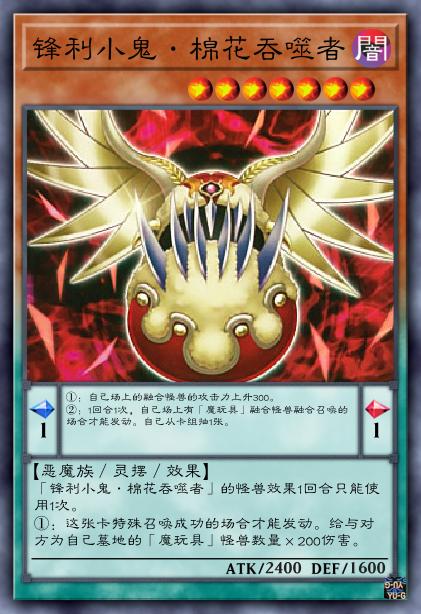 锋利小鬼·棉花吞噬者 闇
①：自己场上的融合怪兽的攻击力上升300。
②：1回合1次，自己场上有「魔玩具」融合怪兽融合召唤的
场合才能发动。自己从卡组抽1张。
1
1
【恶魔族／灵摆／效果】
「锋利小鬼·棉花吞噬者」的怪兽效果1回合只能使
用1次。
①：这张卡特殊召唤成功的场合才能发动。给与对
方为自己墓地的「魔玩具」怪兽数量×200伤害。
ATK/2400 DEF/1600